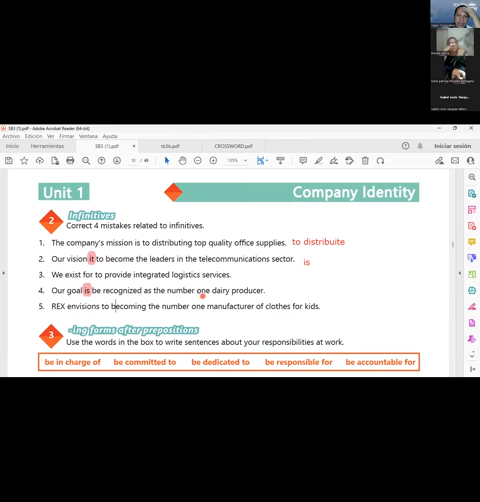 SB3 (1).pdf - Adobe Acrobat Reader (64-bit)
Archivo Edición Ver Firmar Ventana Ayuda
Inicio Herramientas SB3 (1).pdf tb3b.pdf CROSSWORD.pdf Iniciar sesión
Unit 1 Company Identity
2 Infinitives
Correct 4 mistakes related to infinitives.
1. The company's mission is to distributing top quality office supplies. to distribuite
2. Our vision it to become the leaders in the telecommunications sector. is
3. We exist for to provide integrated logistics services.
4. Our goal is be recognized as the number one dairy producer.
5. REX envisions to becoming the number one manufacturer of clothes for kids.
3 -ing forms after prepositions
Use the words in the box to write sentences about your responsibilities at work.
be in charge of be committed to be dedicated to be responsible for be accountable for